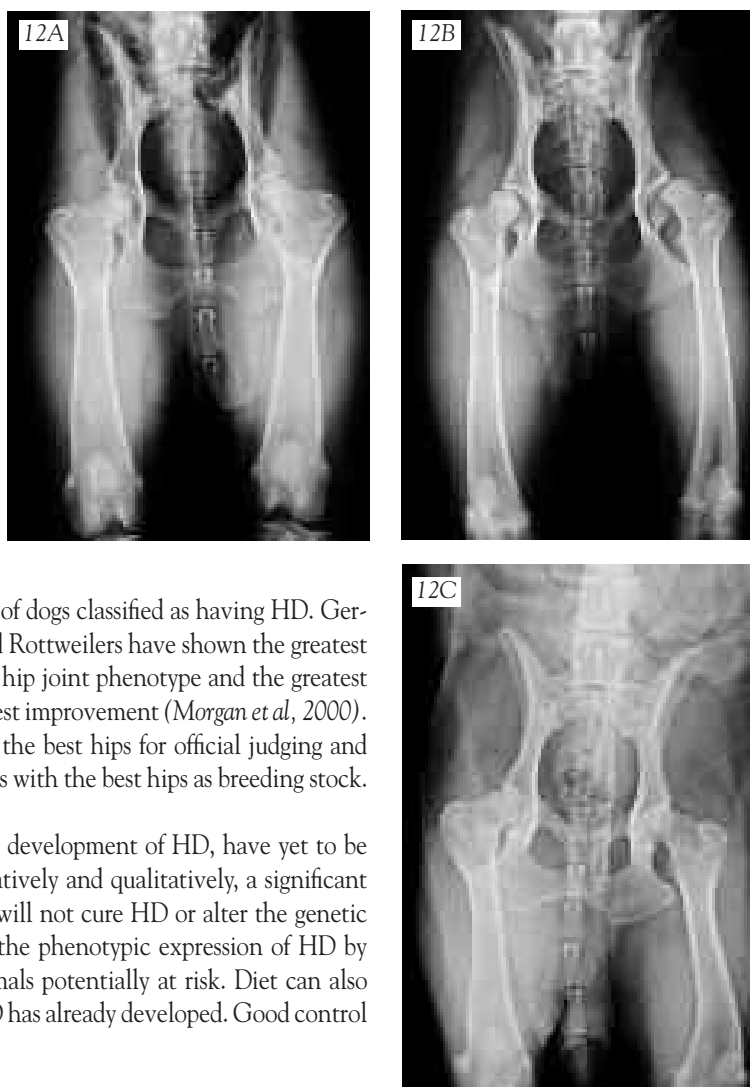 12A
12B
12C
of dogs classified as having HD. Ger-
Rottweilers have shown the greatest
hip joint phenotype and the greatest
est improvement (Morgan et al, 2000).
the best hips for official judging and
s with the best hips as breeding stock.
development of HD, have yet to be
atively and qualitatively, a significant
will not cure HD or alter the genetic
the phenotypic expression of HD by
nals potentially at risk. Diet can also
has already developed. Good control